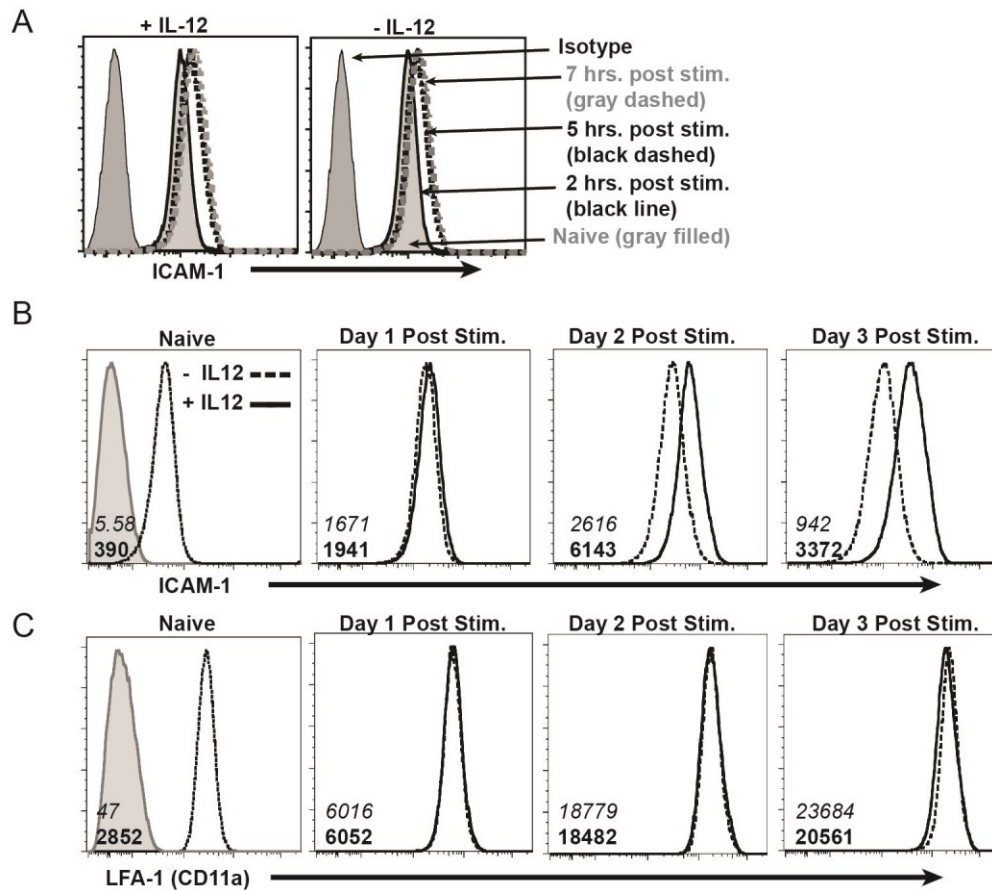 A
+ IL-12
- IL-12
Isotype
7 hrs. post stim.
(gray dashed)
5 hrs. post stim.
(black dashed)
2 hrs. post stim.
(black line)
Naive (gray filled)
ICAM-1
B
Naive
Day 1 Post Stim.
Day 2 Post Stim.
Day 3 Post Stim.
- IL12
+ IL12
5.58
390
1671
1941
2616
6143
942
3372
ICAM-1
C
Naive
Day 1 Post Stim.
Day 2 Post Stim.
Day 3 Post Stim.
47
2852
6016
6052
18779
18482
23684
20561
LFA-1 (CD11a)